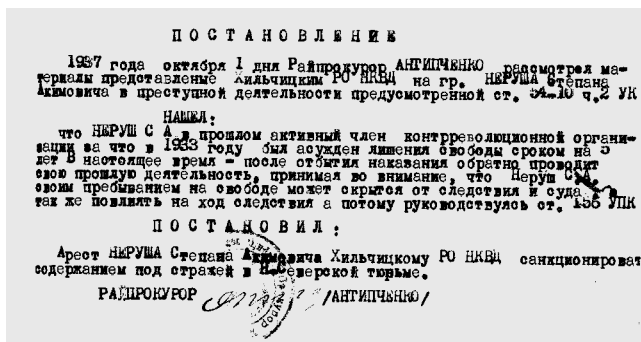 ПОСТАНОВЛЕНИЕ
1937 года октября 1 дня Райпрокурор АНТИПЧЕНКО рассмотрел ма-
териалы представленые Хильчицким РО НКВД на гр. НЕРУША Степана
Акимовича в преступной деятельности предусмотренной ст. 54-10 ч.2 УК
НАШЕЛ:
что НЕРУШ С А в прошлом активный член контрреволюционной органи-
зации за что в 1933 году был асужден лишения свободы сроком на 5
лет В настоящее время - после отбытия наказания обратно проводит
свою прошлую деятельность, принимая во внимание, что Неруш С.А.
своим пребыванием на свободе может скрытся от следствия и суда
так же повлиять на ход следствия а потому руководствуясь ст. 156 УПК
ПОСТАНОВИЛ:
Арест НЕРУША Степана Акимовича Хильчицкому РО НКВД санкционироват
содержанием под стражей в Н.Северской тюрьме.
РАЙПРОКУРОР /АНТИПЧЕНКО/